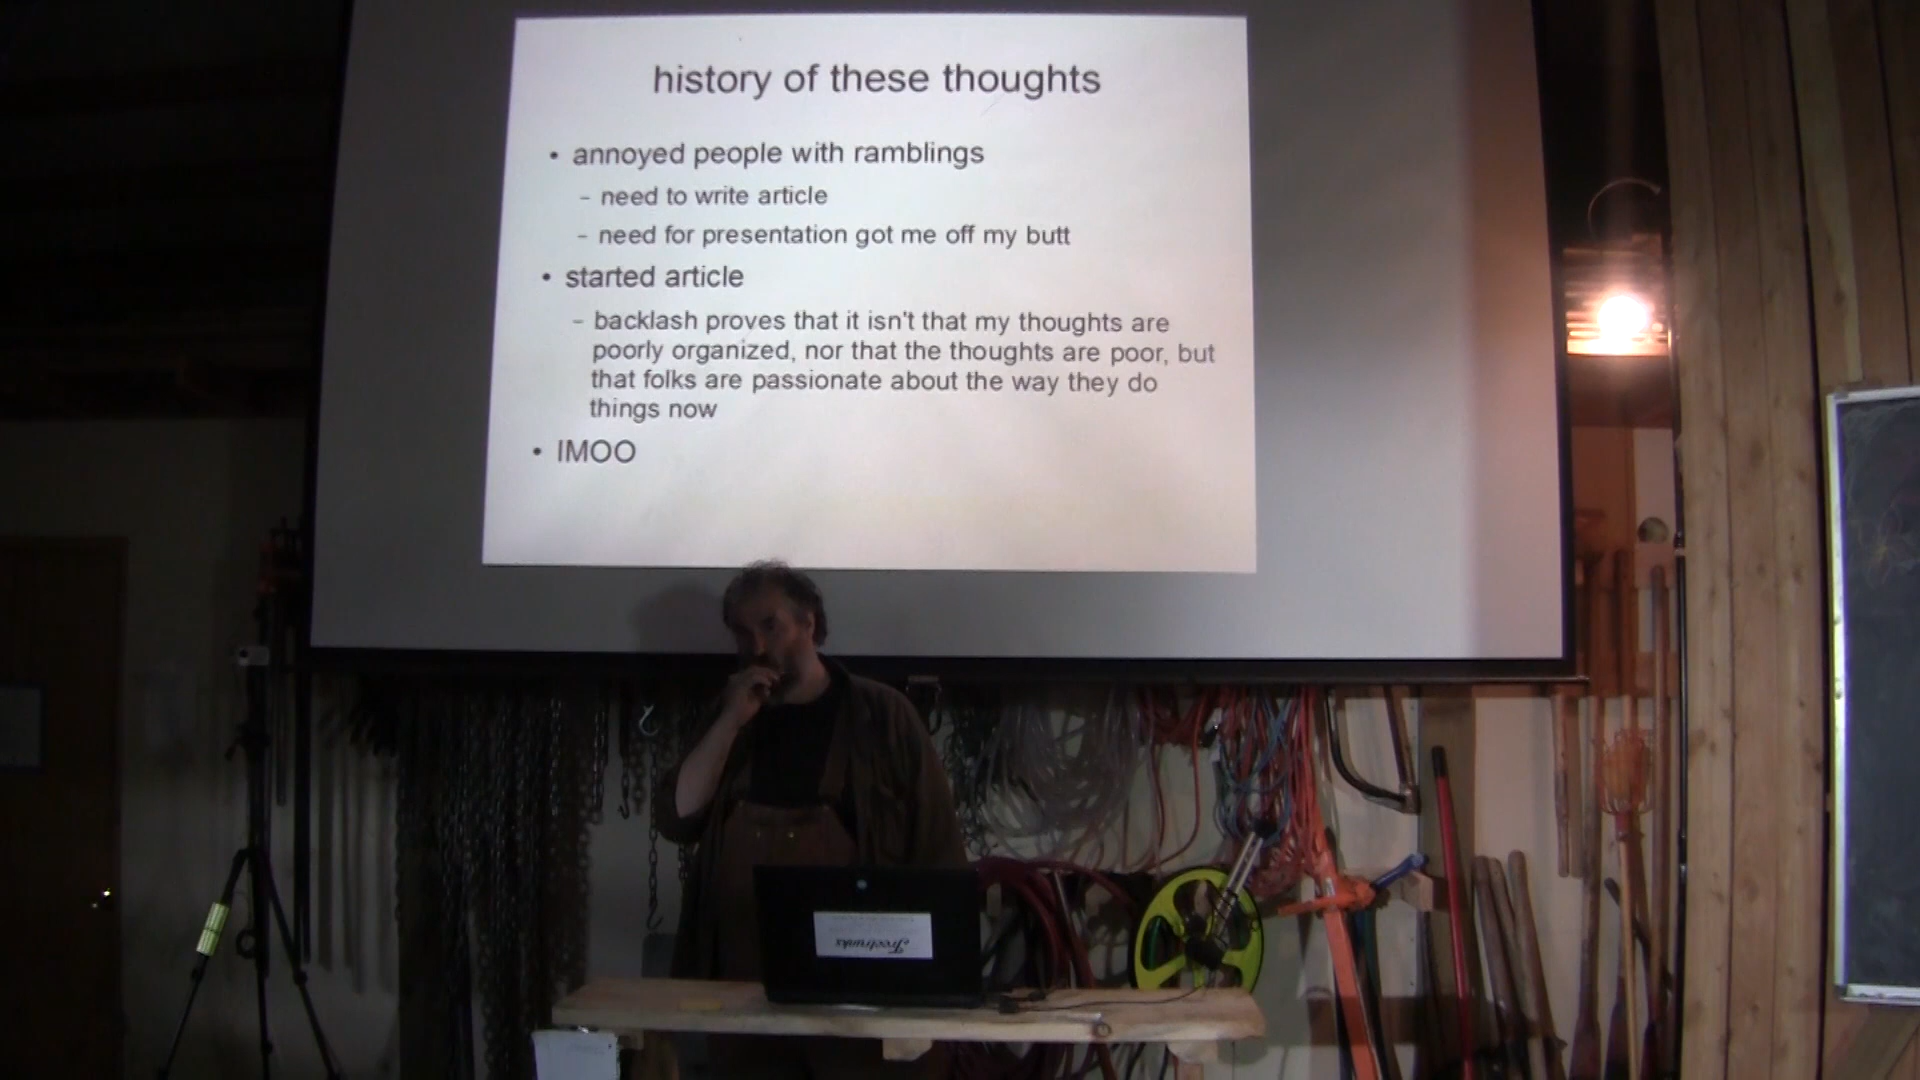 history of these thoughts
• annoyed people with ramblings
– need to write article
– need for presentation got me off my butt
• started article
– backlash proves that it isn't that my thoughts are
poorly organized, nor that the thoughts are poor, but
that folks are passionate about the way they do
things now
• IMOO